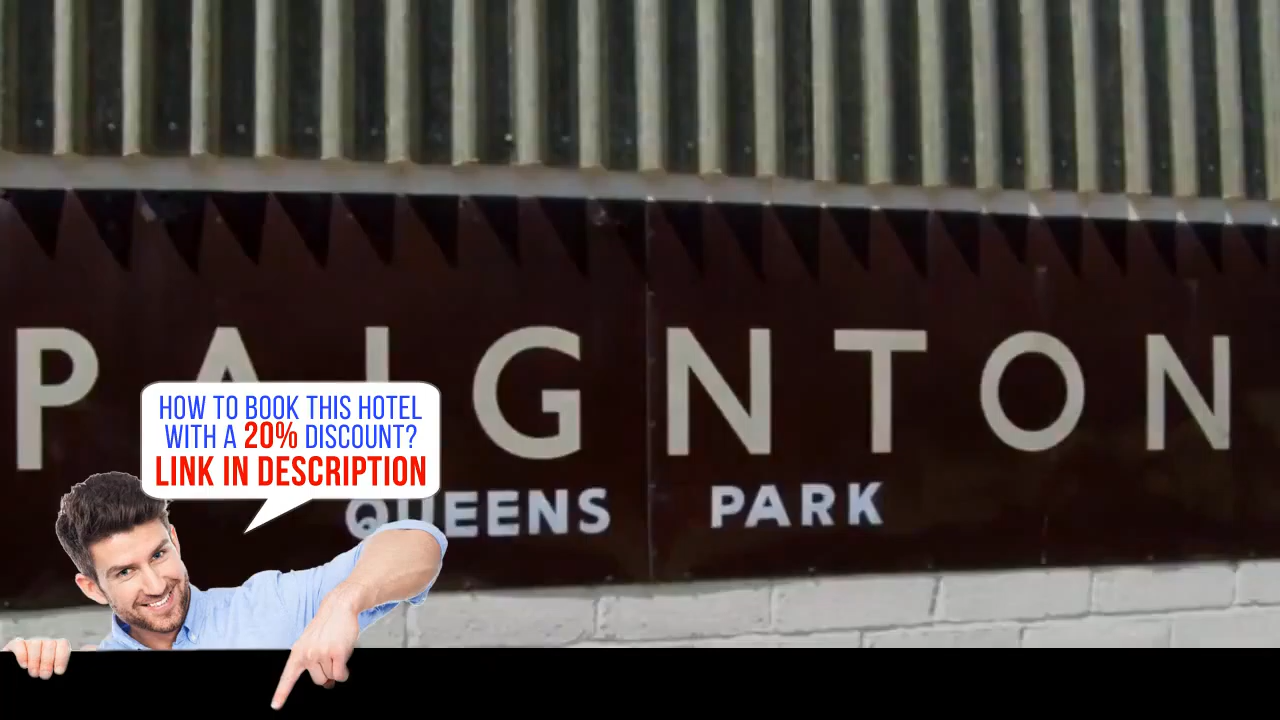 PAIGNTON
QUEENS PARK
HOW TO BOOK THIS HOTEL
WITH A 20% DISCOUNT?
LINK IN DESCRIPTION